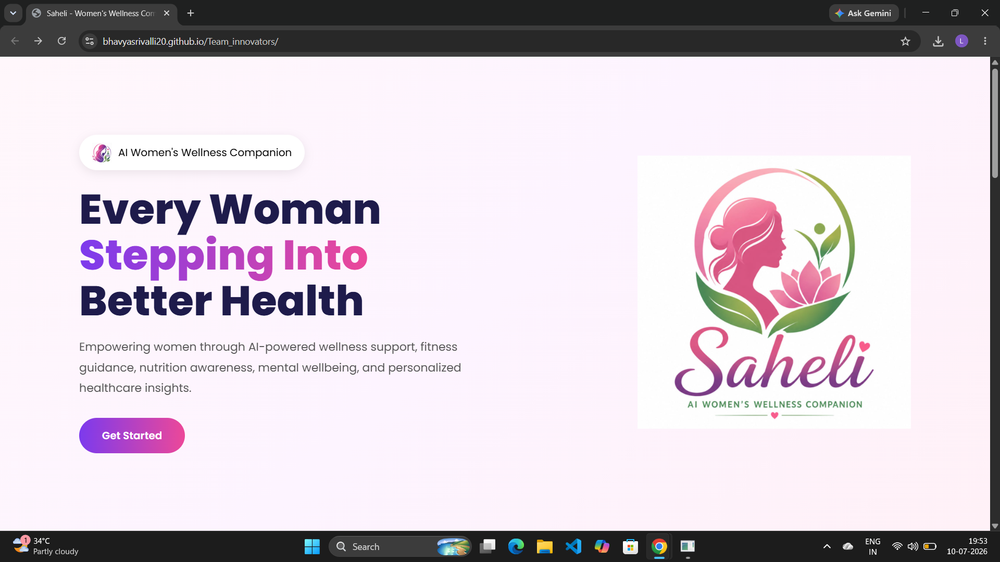 Saheli - Women's Wellness Com
Ask Gemini
bhavyasrivalli20.github.io/Team_innovators/
L
AI Women's Wellness Companion
Every Woman
Stepping Into
Better Health
Empowering women through AI-powered wellness support, fitness
guidance, nutrition awareness, mental wellbeing, and personalized
healthcare insights.
Get Started
Saheli
AI WOMEN'S WELLNESS COMPANION
1
34°C
Partly cloudy
Search
ENG
IN
19:53
10-07-2026